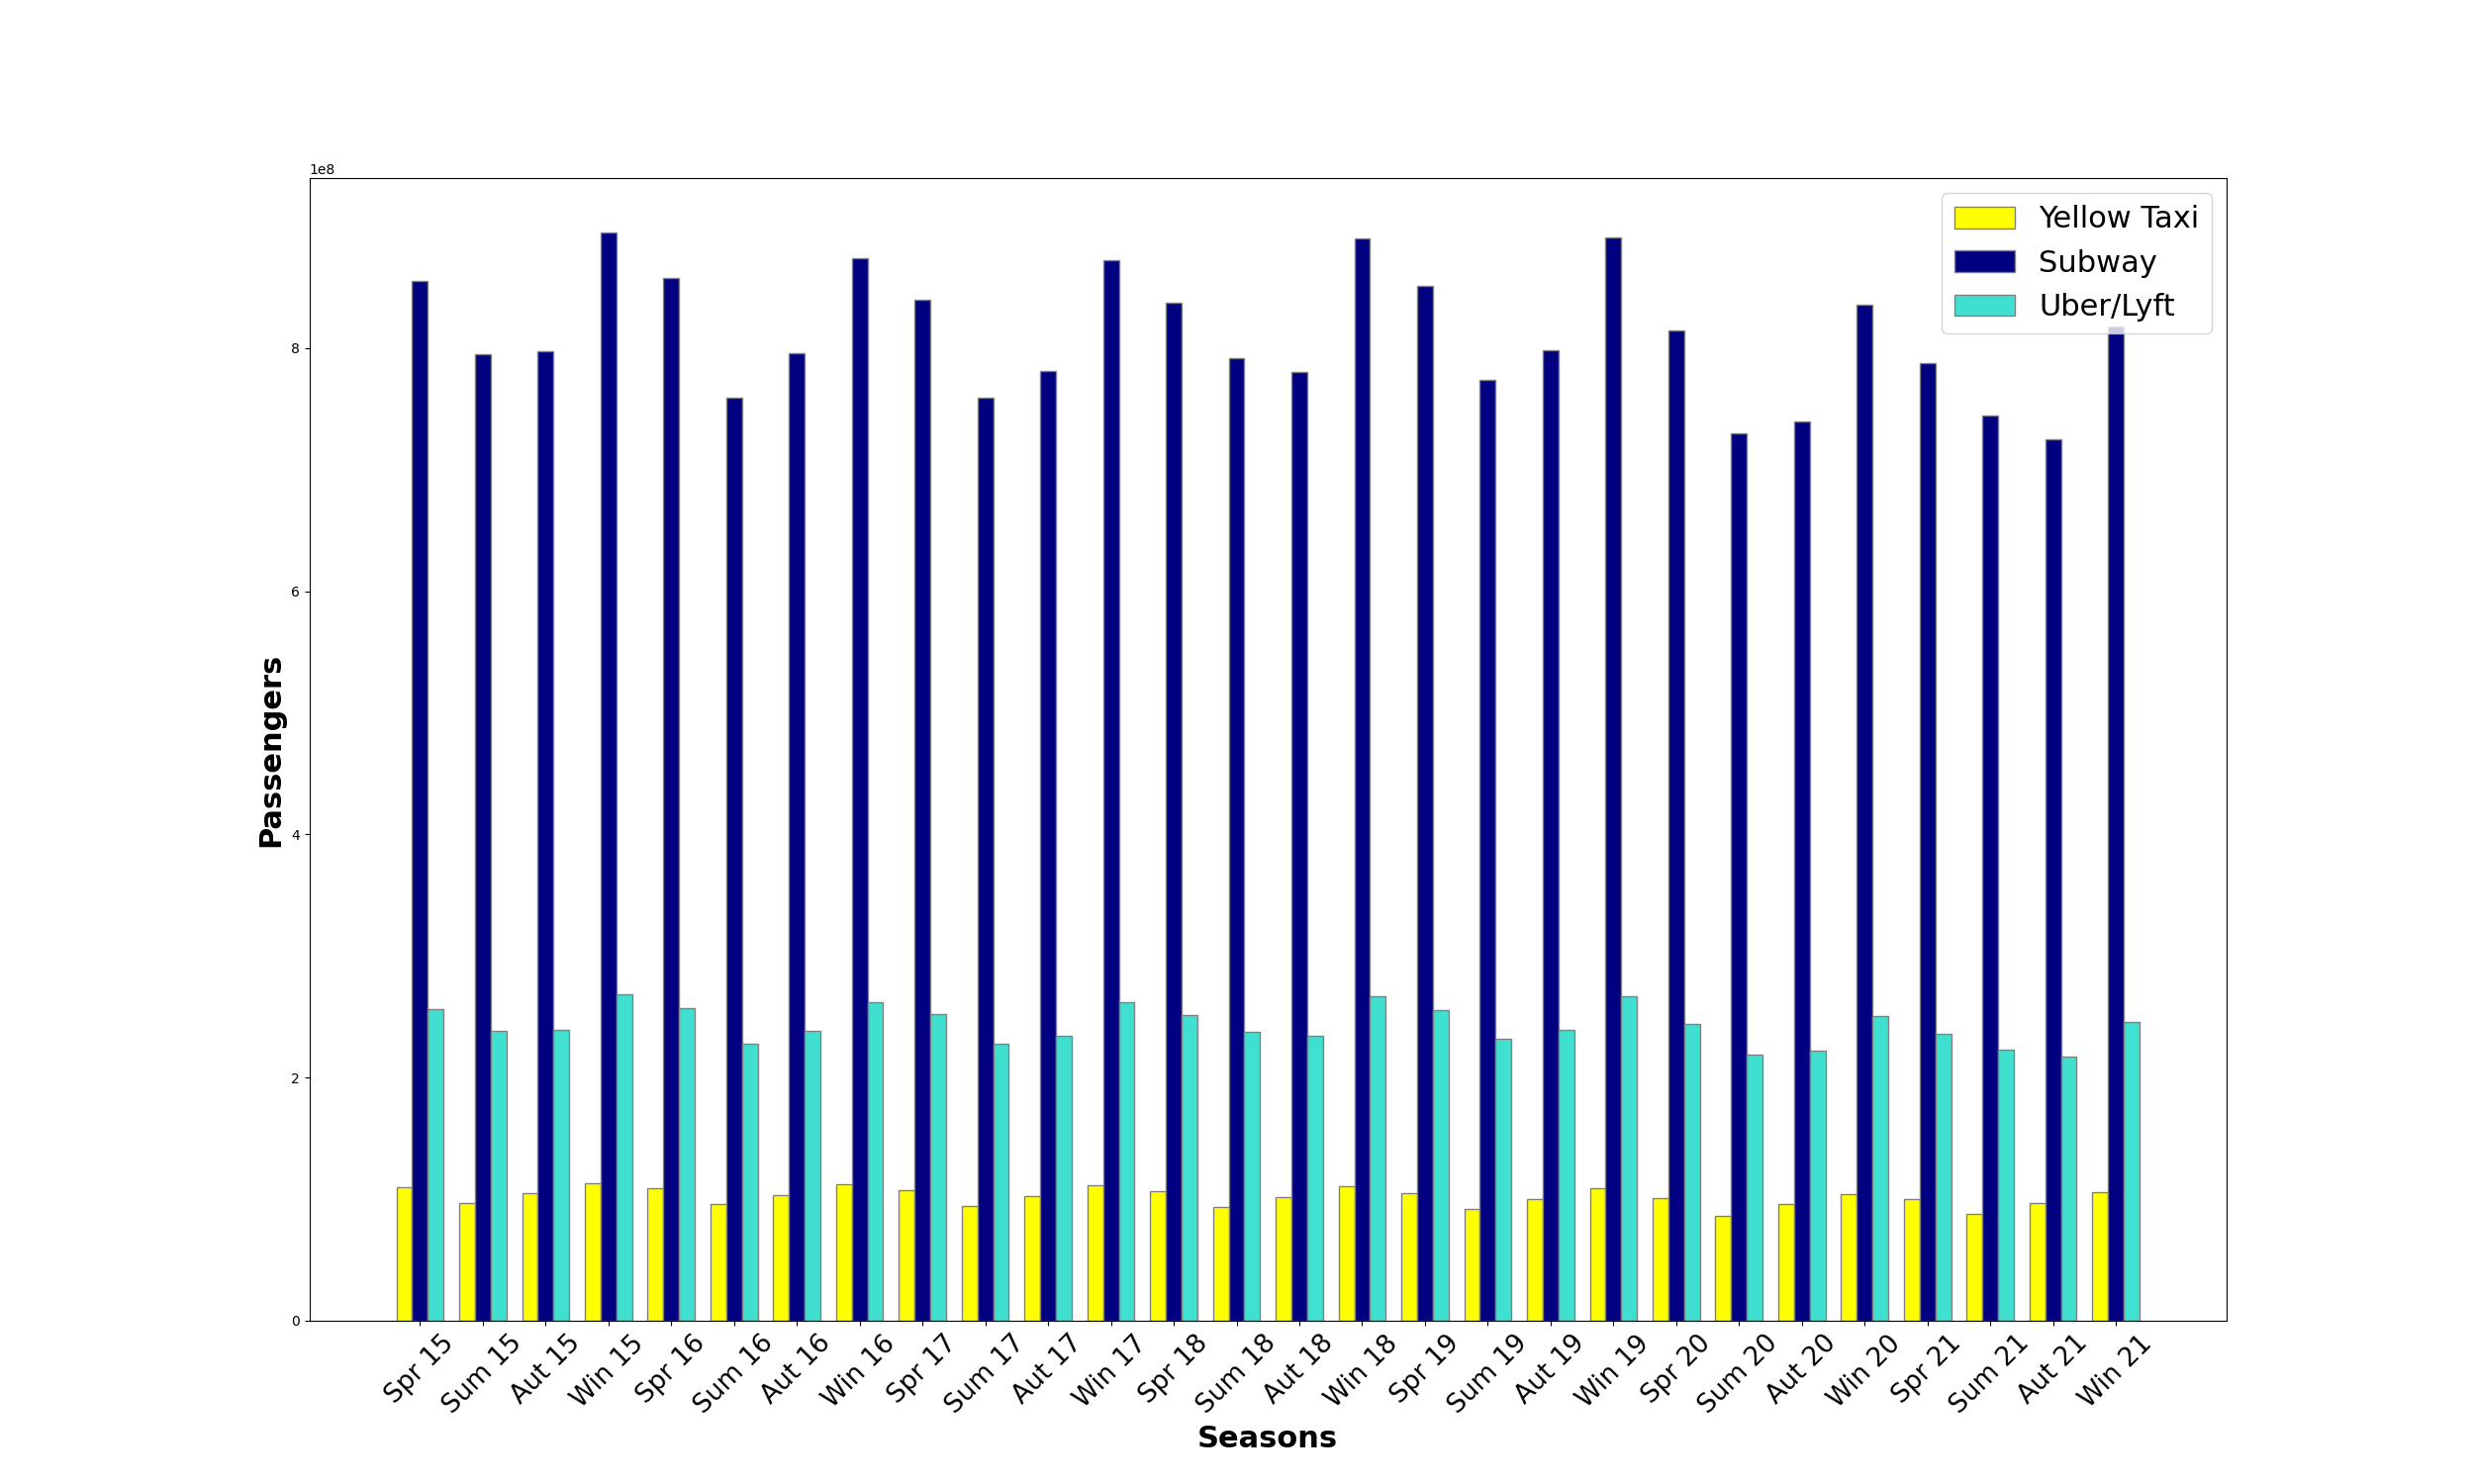 1e8
Yellow Taxi
Subway
Uber/Lyft
8
6
4
2
0
Passengers
Spr 15
Sum 15
Aut 15
Win 15
Spr 16
Sum 16
Aut 16
Win 16
Spr 17
Sum 17
Aut 17
Win 17
Spr 18
Sum 18
Aut 18
Win 18
Spr 19
Sum 19
Aut 19
Win 19
Spr 20
Sum 20
Aut 20
Win 20
Spr 21
Sum 21
Aut 21
Win 21
Seasons